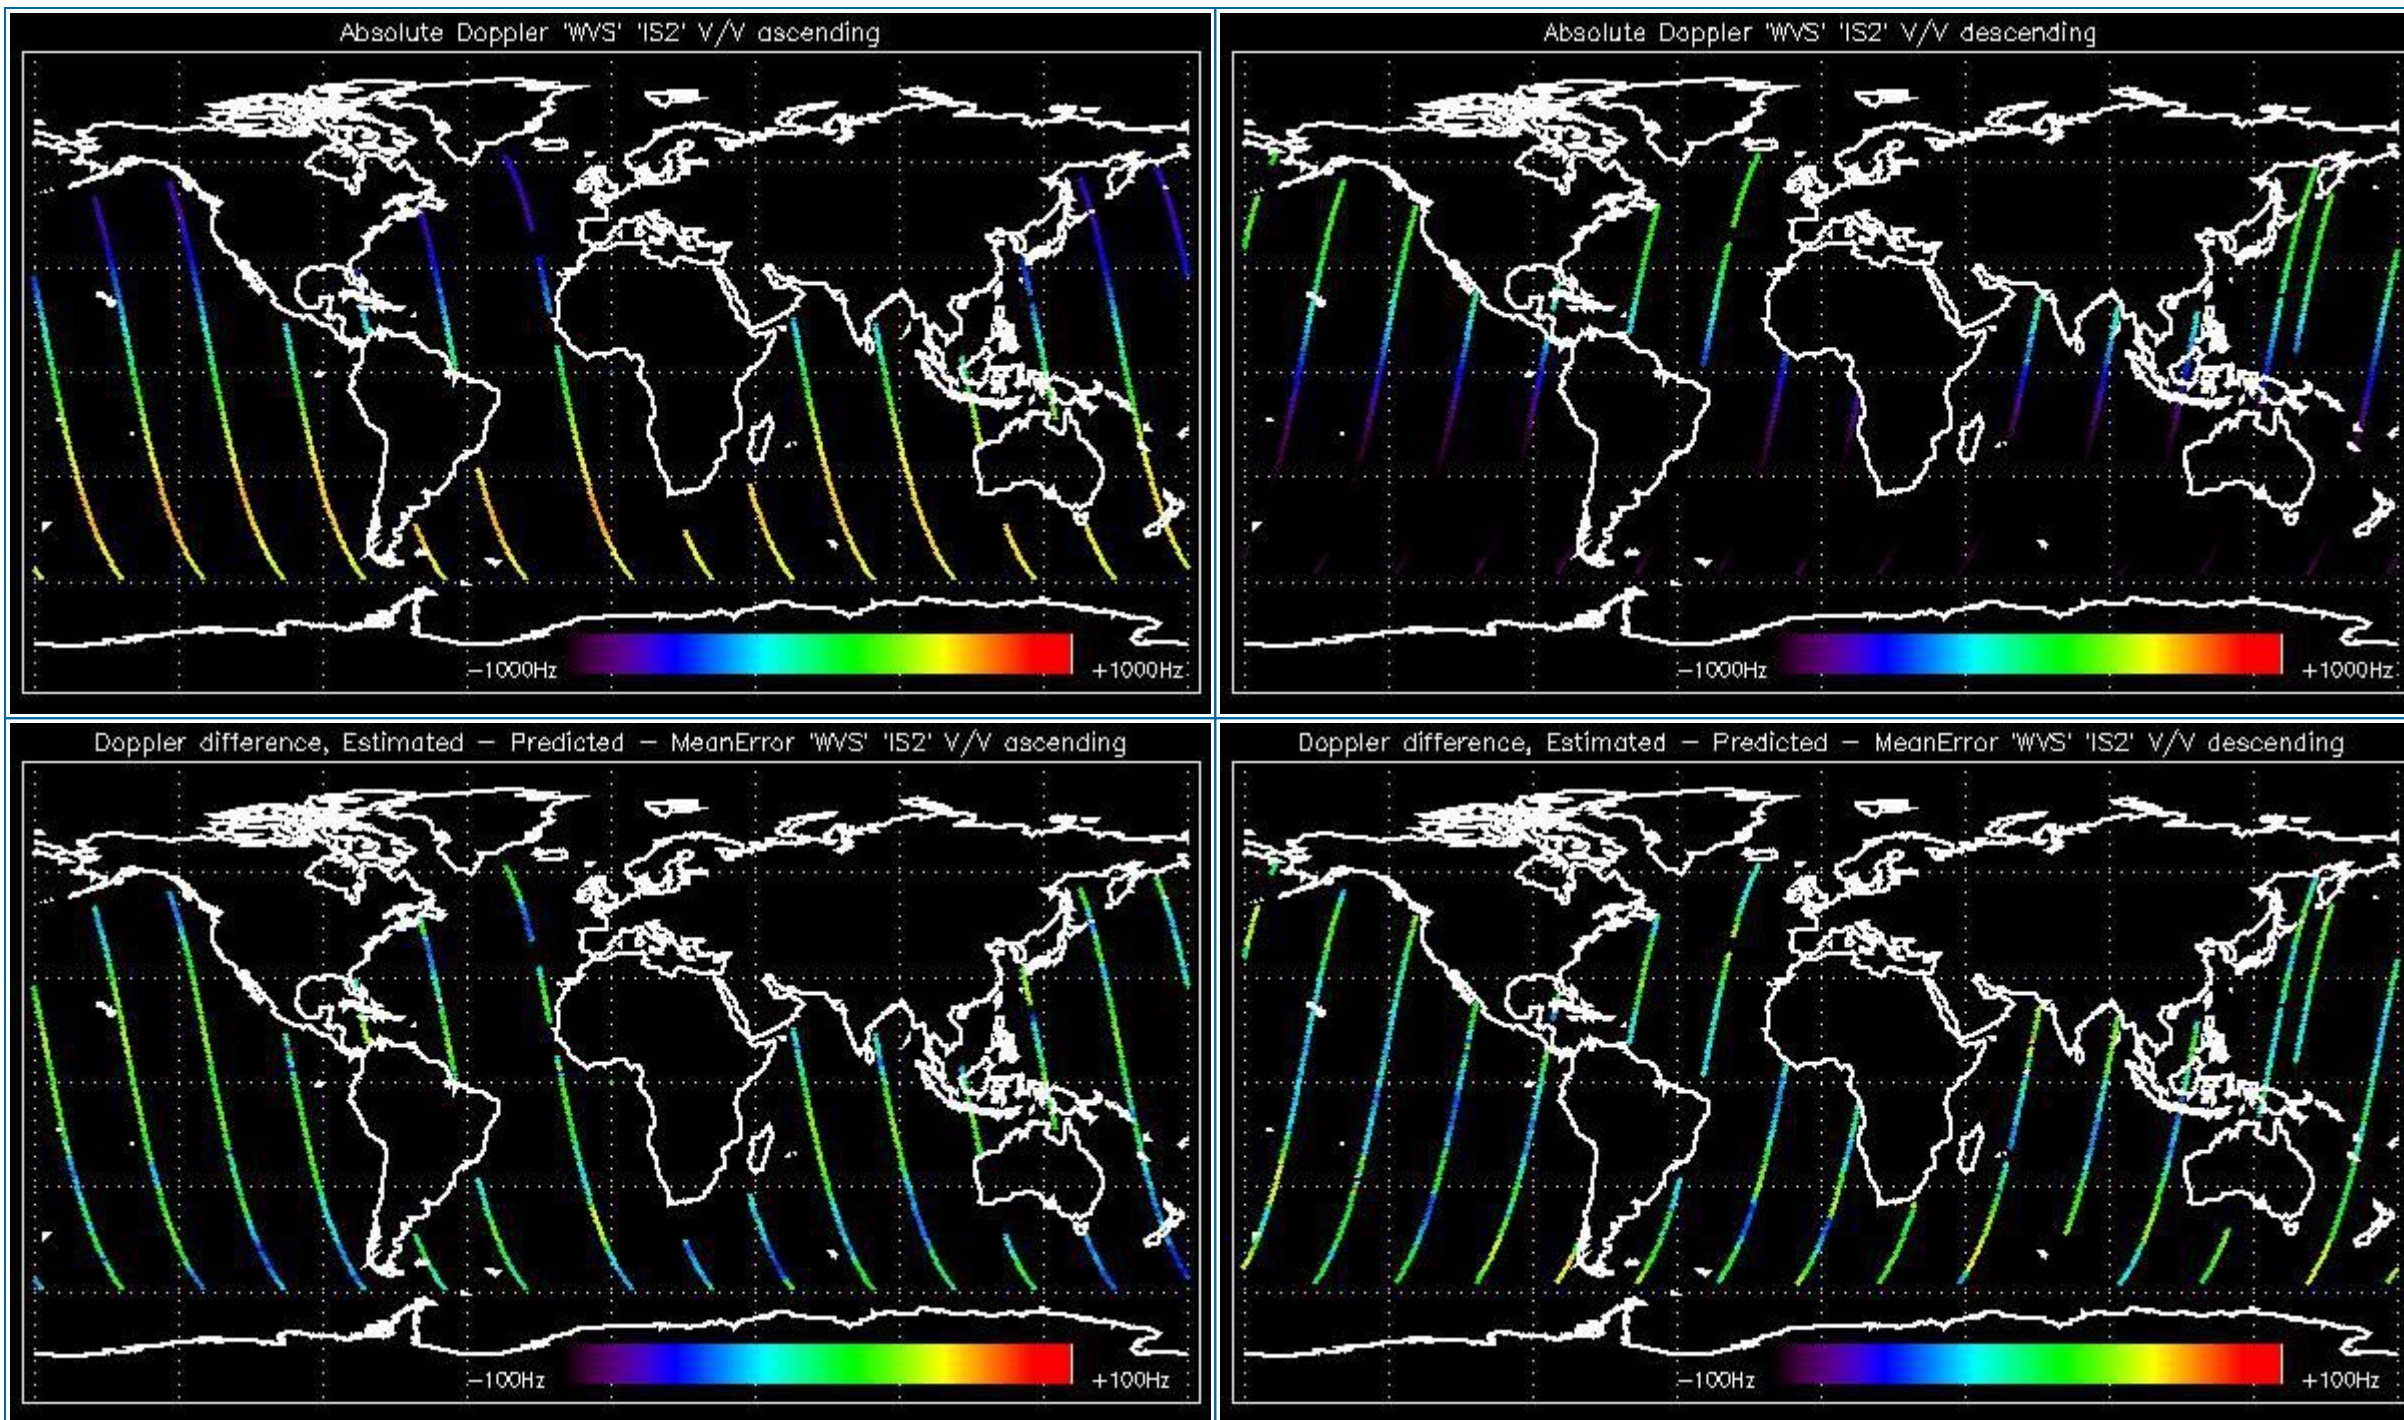 Absolute Doppler 'WVS' 'IS2' V/V ascending
-1000Hz
+1000Hz
Absolute Doppler 'WVS' 'IS2' V/V descending
-1000Hz
+1000Hz
Doppler difference, Estimated - Predicted - MeanError 'WVS' 'IS2' V/V ascending
-100Hz
+100Hz
Doppler difference, Estimated - Predicted - MeanError 'WVS' 'IS2' V/V descending
-100Hz
+100Hz